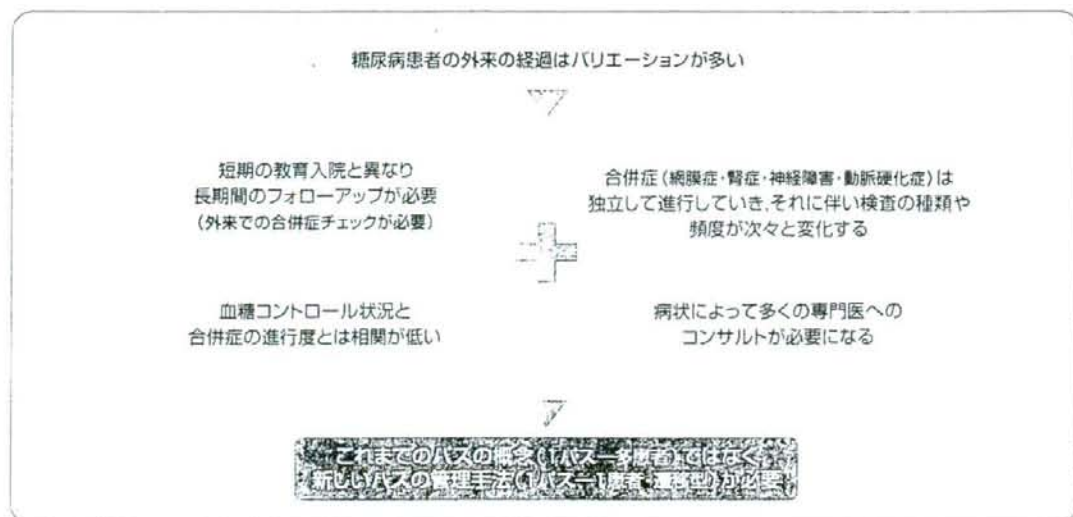 糖尿病患者の外来の経過はバリエーションが多い
短期の教育入院と異なり
長期間のフォローアップが必要
(外来での合併症チェックが必要)
合併症(網膜症・腎症・神経障害・動脈硬化症)は
独立して進行していき、それに伴い検査の種類や
頻度が次々と変化する
血糖コントロール状況と
合併症の進行度とは相関が低い
病状によって多くの専門医への
コンサルトが必要になる
これまでのパスの概念(1パス―多患者)ではなく
新しいパスの管理手法(1パス―1患者・遷移型)が必要